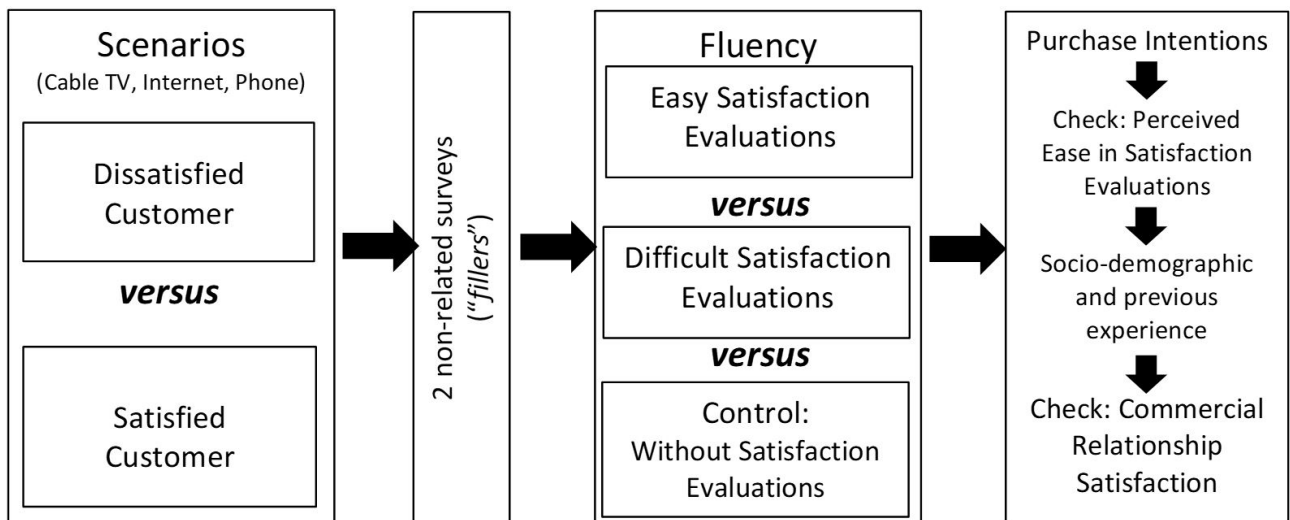 Scenarios
(Cable TV, Internet, Phone)
Dissatisfied
Customer
versus
Satisfied
Customer
2 non-related surveys
("fillers")
Fluency
Easy Satisfaction
Evaluations
versus
Difficult Satisfaction
Evaluations
versus
Control:
Without Satisfaction
Evaluations
Purchase Intentions
Check: Perceived
Ease in Satisfaction
Evaluations
Socio-demographic
and previous
experience
Check: Commercial
Relationship
Satisfaction